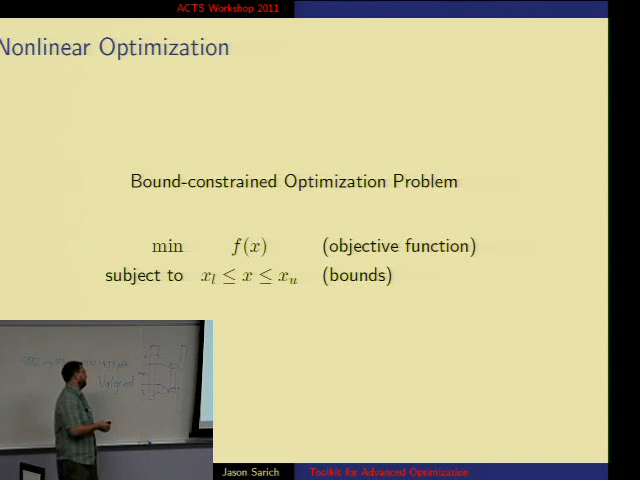 ACTS Workshop 2011
Nonlinear Optimization
Bound-constrained Optimization Problem
min f(x) (objective function)
subject to x_l ≤ x ≤ x_u (bounds)
Valgrind
Jason Sarich Toolkit for Advanced Optimization